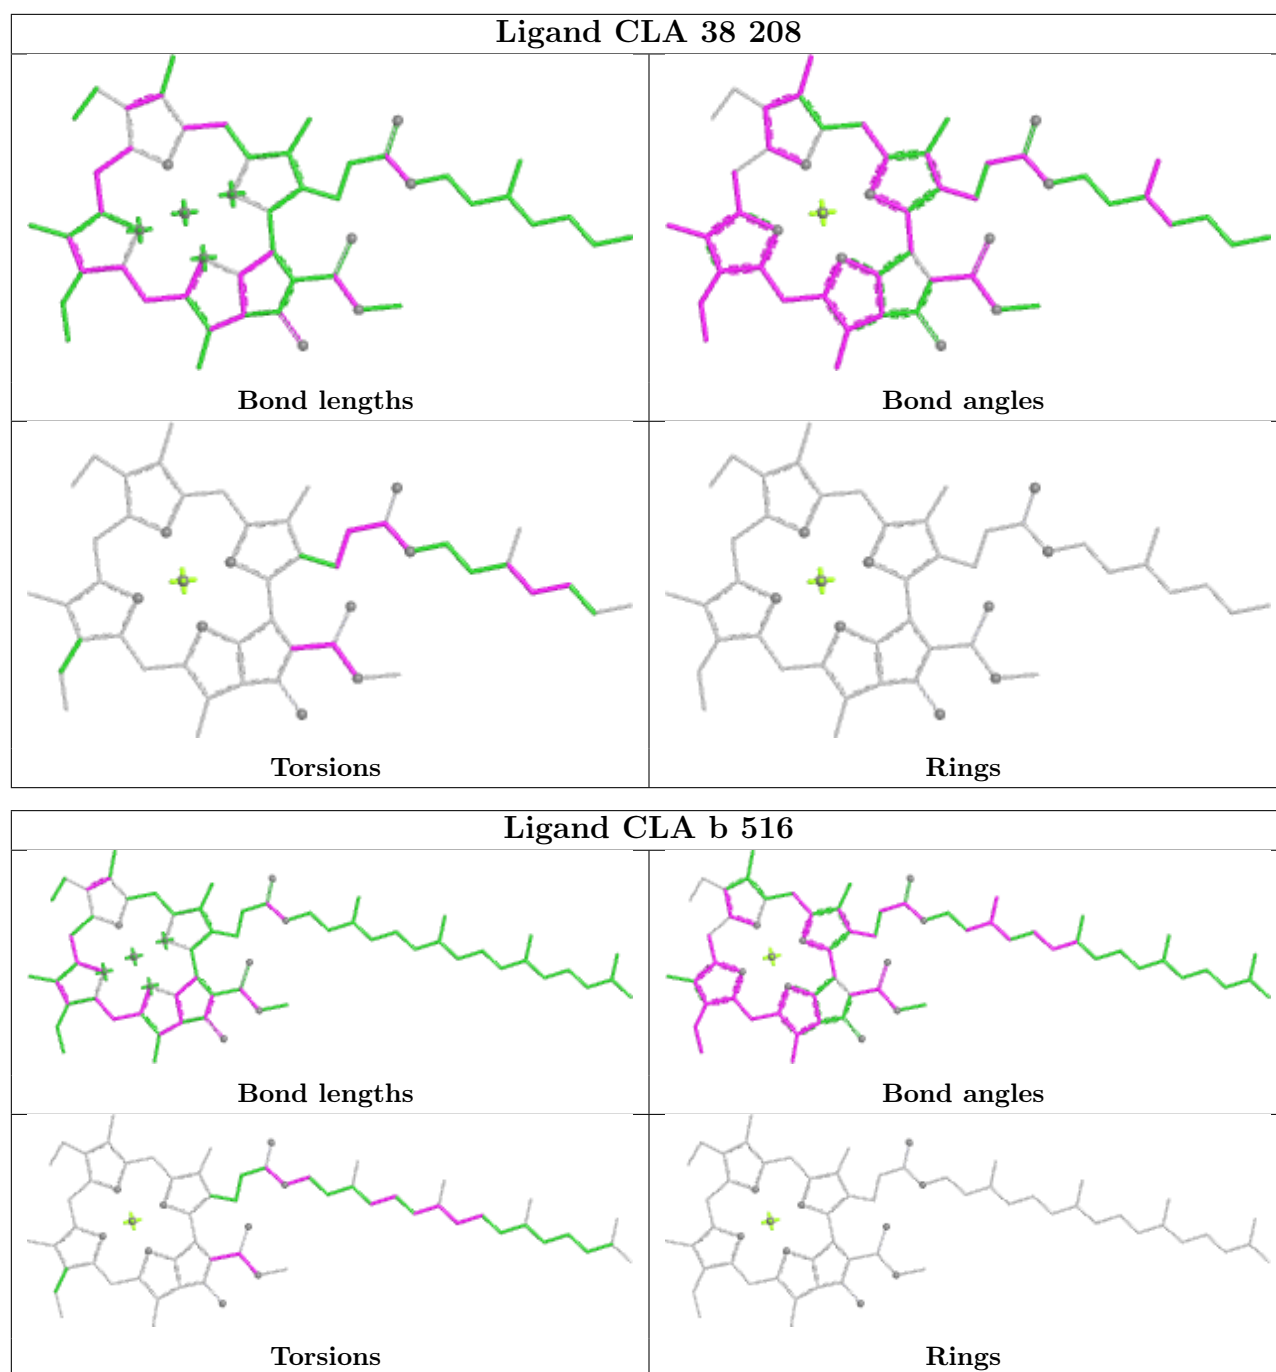 Ligand CLA 38 208
Bond lengths
Bond angles
Torsions
Rings
Ligand CLA b 516
Bond lengths
Bond angles
Torsions
Rings